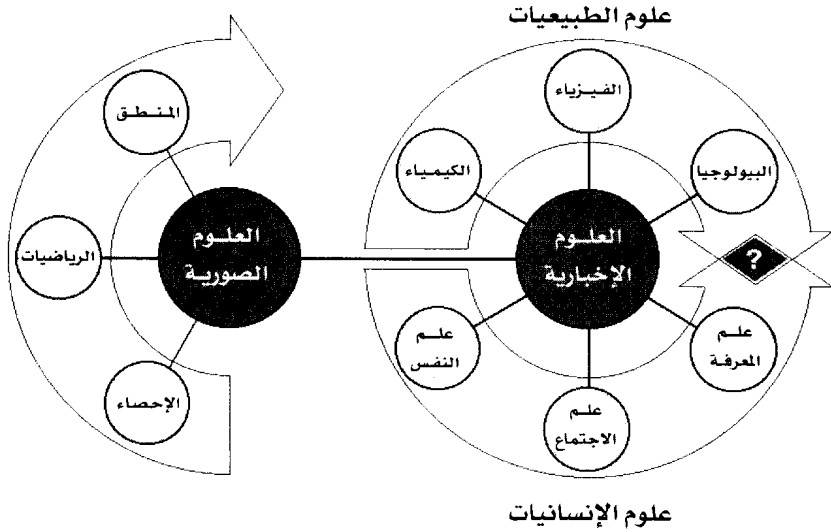 علوم الطبيعيات
الفيزياء
البيولوجيا
الكيمياء
المنطق
العلوم
الإخبارية
العلوم
الصورية
الرياضيات
?
علم
المعرفة
علم
النفس
علم
الاجتماع
الإحصاء
علوم الإنسانيات